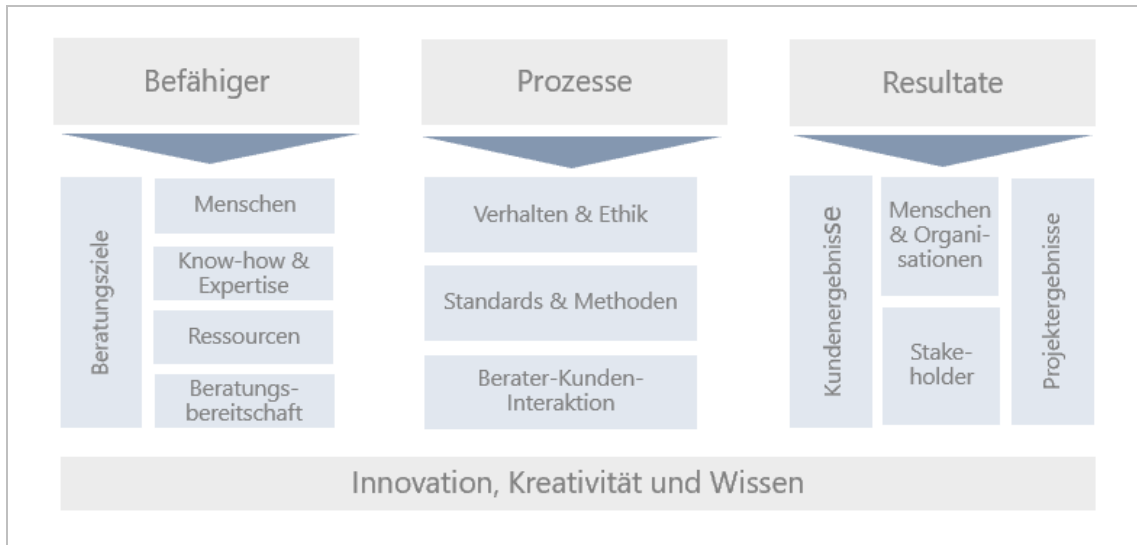 Befähiger
Prozesse
Resultate
Beratungsziele
Menschen
Know-how &
Expertise
Ressourcen
Beratungs-
bereitschaft
Verhalten & Ethik
Standards & Methoden
Berater-Kunden-
Interaktion
Kundenergebnisse
Menschen
& Organi-
sationen
Stake-
holder
Projektergebnisse
Innovation, Kreativität und Wissen